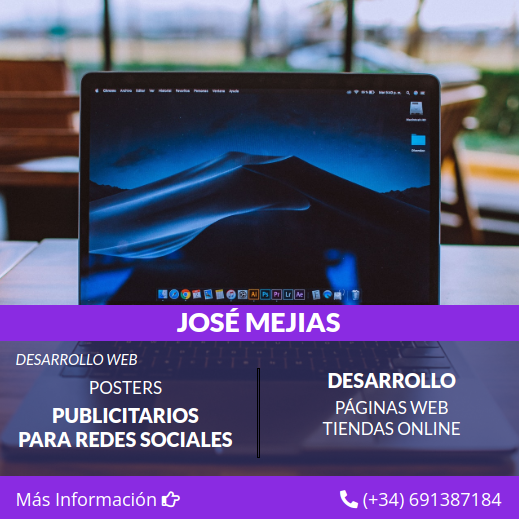 JOSÉ MEJIAS
DESARROLLO WEB
POSTERS
PUBLICITARIOS
PARA REDES SOCIALES
DESARROLLO
PÁGINAS WEB
TIENDAS ONLINE
Más Información
(+34) 691387184